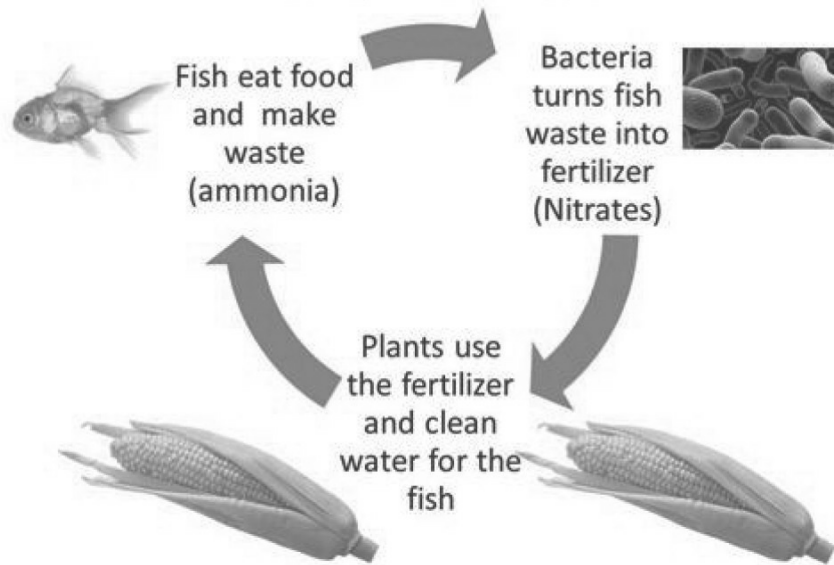 Fish eat food
and make
waste
(ammonia)
Bacteria
turns fish
waste into
fertilizer
(Nitrates)
Plants use
the fertilizer
and clean
water for the
fish